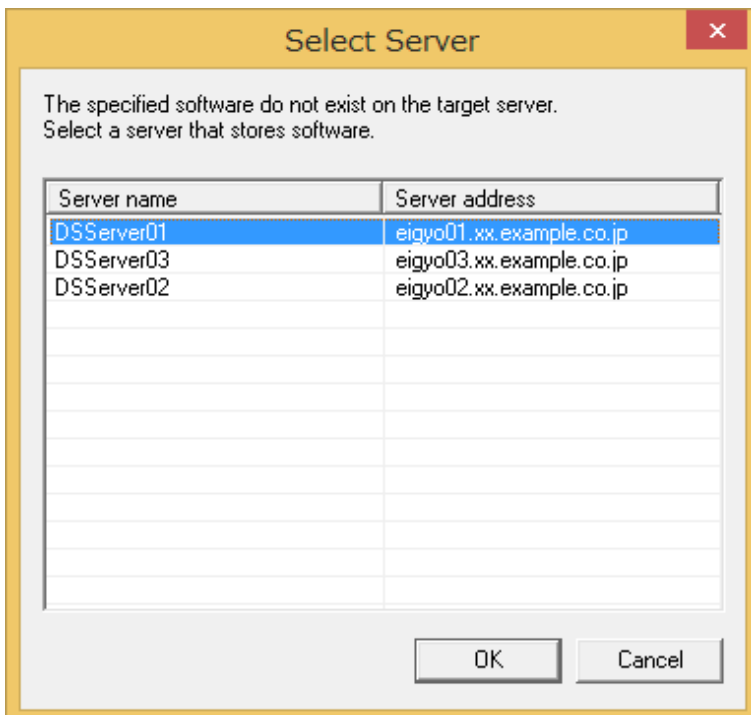 Select Server
The specified software do not exist on the target server.
Select a server that stores software.
Server name Server address
DSServer01 eigyo01.xx.example.co.jp
DSServer03 eigyo03.xx.example.co.jp
DSServer02 eigyo02.xx.example.co.jp
OK Cancel